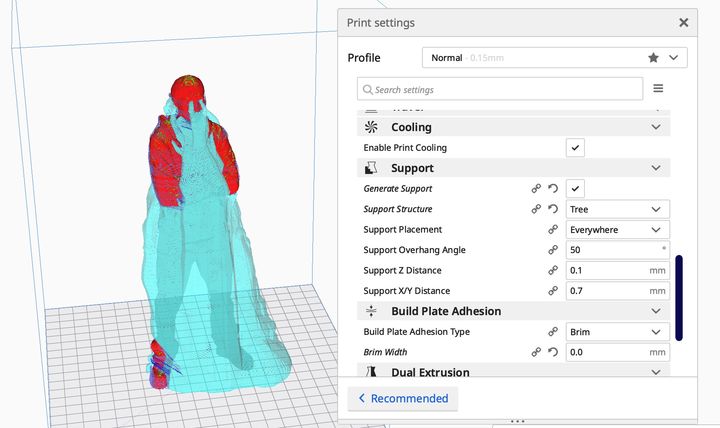 Print settings
Profile
Normal - 0.15mm
Search settings
Cooling
Enable Print Cooling
Support
Generate Support
Support Structure
Tree
Support Placement
Everywhere
Support Overhang Angle
50 °
Support Z Distance
0.1 mm
Support X/Y Distance
0.7 mm
Build Plate Adhesion
Build Plate Adhesion Type
Brim
Brim Width
0.0 mm
Dual Extrusion
Recommended